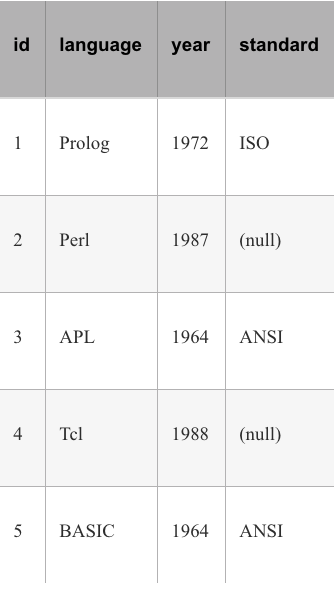 id language year standard
1 Prolog 1972 ISO
2 Perl 1987 (null)
3 APL 1964 ANSI
4 Tcl 1988 (null)
5 BASIC 1964 ANSI